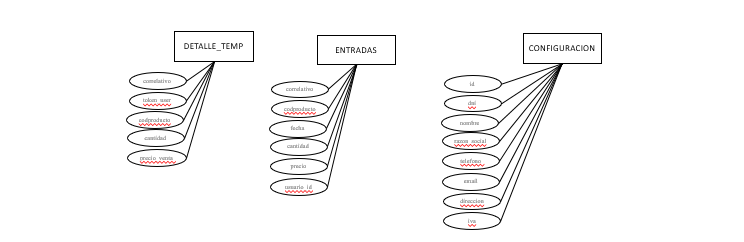 DETALLE_TEMP
correlativo
token_user
codproducto
cantidad
precio_venta
ENTRADAS
correlativo
codproducto
fecha
cantidad
precio
usuario_id
CONFIGURACION
id
dni
nombre
razon_social
telefono
email
direccion
iva